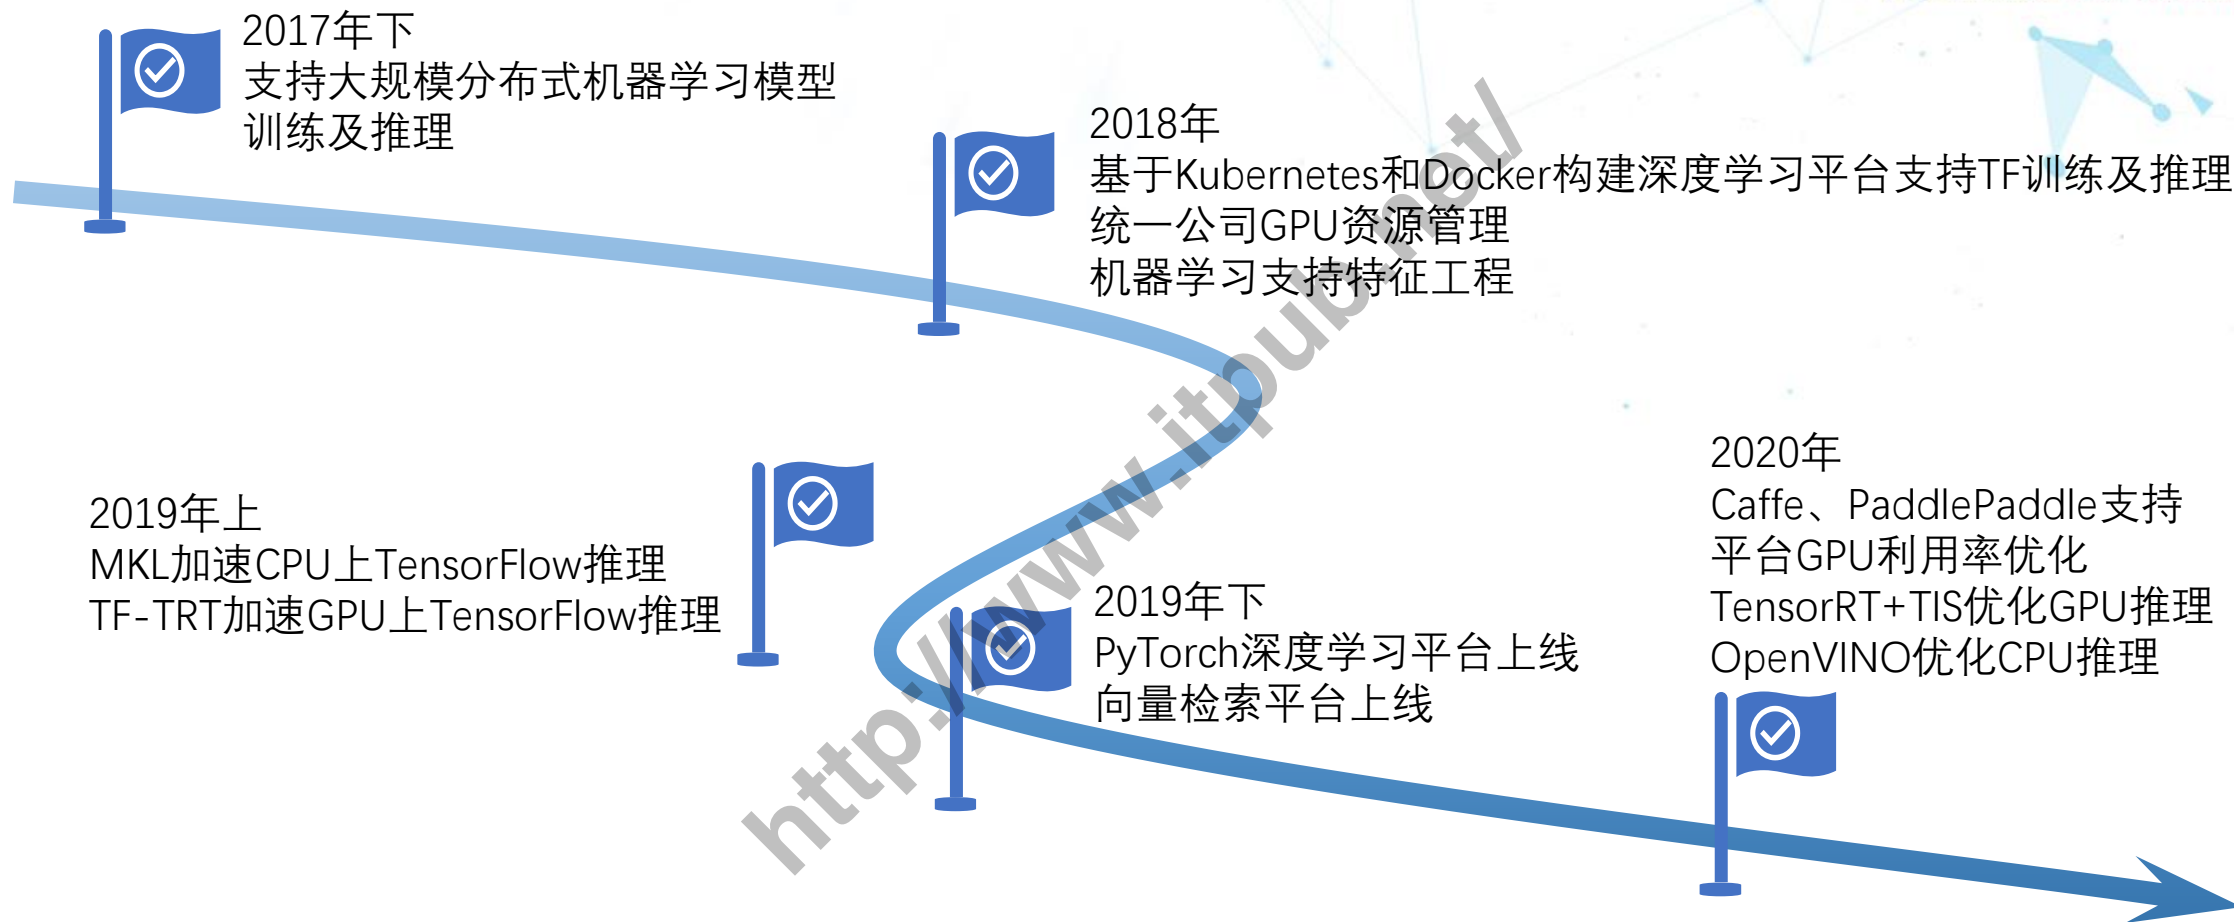 2017年下
支持大规模分布式机器学习模型
训练及推理
2018年
基于Kubernetes和Docker构建深度学习平台支持TF训练及推理
统一公司GPU资源管理
机器学习支持特征工程
2019年上
MKL加速CPU上TensorFlow推理
TF-TRT加速GPU上TensorFlow推理
2019年下
PyTorch深度学习平台上线
向量检索平台上线
2020年
Caffe、PaddlePaddle支持
平台GPU利用率优化
TensorRT+TIS优化GPU推理
OpenVINO优化CPU推理
http://www.itpub.net/